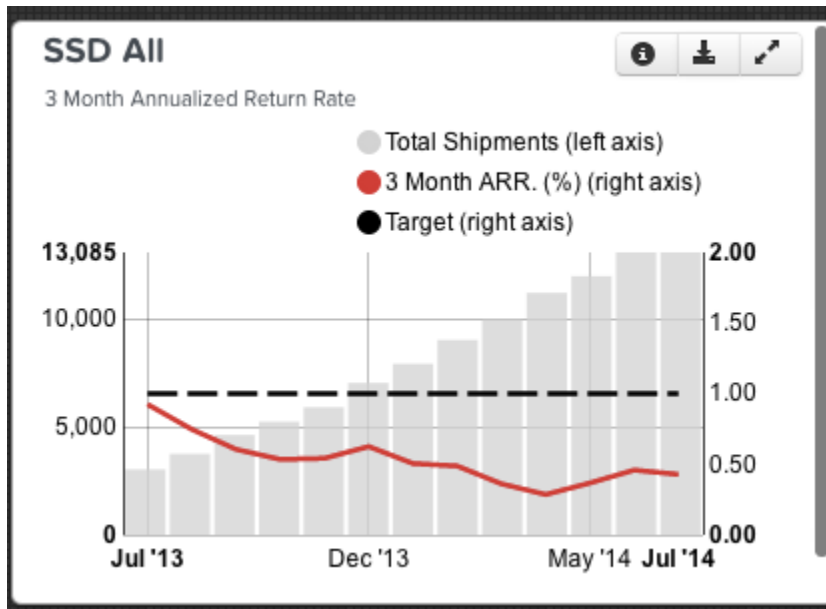 SSD All
3 Month Annualized Return Rate
Total Shipments (left axis)
3 Month ARR. (%) (right axis)
Target (right axis)
13,085
10,000
5,000
0
2.00
1.50
1.00
0.50
0.00
Jul '13
Dec '13
May '14
Jul '14